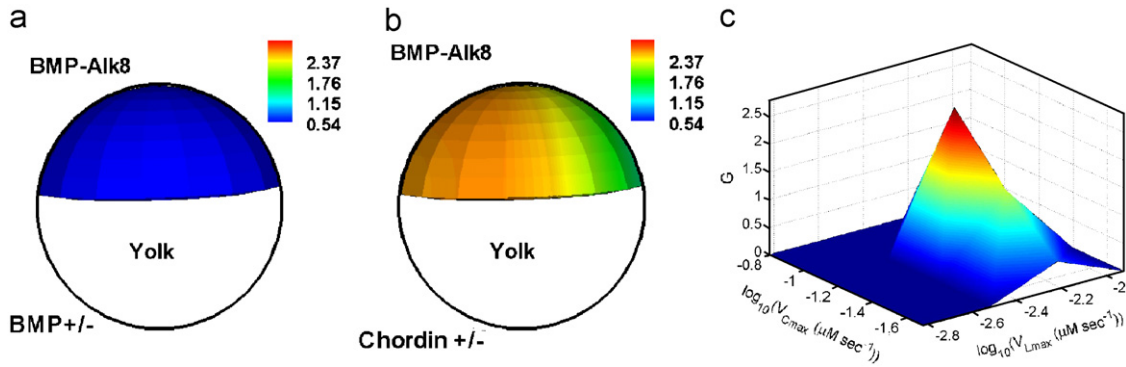 a
BMP-Alk8
2.37
1.76
1.15
0.54
Yolk
BMP+/-
b
BMP-Alk8
2.37
1.76
1.15
0.54
Yolk
Chordin +/-
c
G
2.5
2
1.5
1
0.5
0
-0.8
-1
-1.2
-1.4
-1.6
log10(VCmax (µM sec-1))
-2.8
-2.6
-2.4
-2.2
-2
log10(VLmax (µM sec-1))